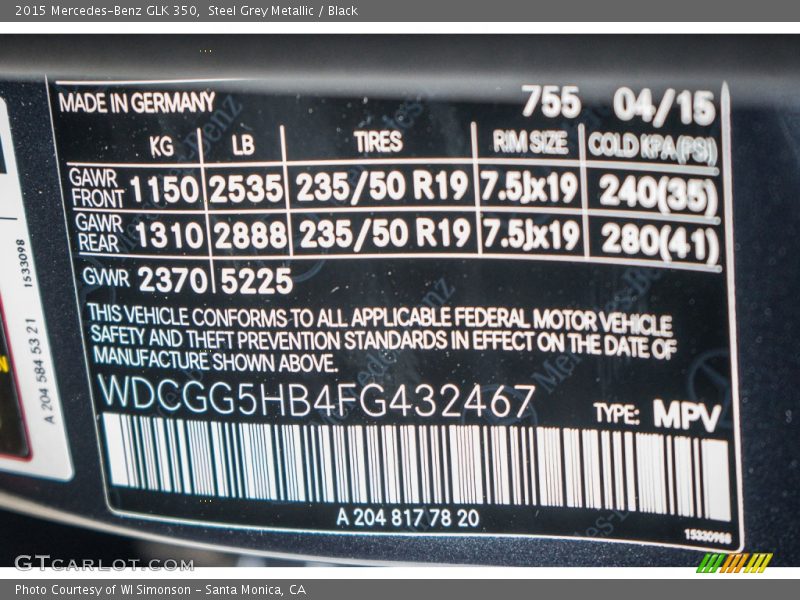 2015 Mercedes-Benz GLK 350, Steel Grey Metallic / Black
MADE IN GERMANY 755 04/15
KG LB TIRES RIM SIZE COLD KPA(PSI)
GAWR FRONT 1150 2535 235/50 R19 7.5Jx19 240(35)
GAWR REAR 1310 2888 235/50 R19 7.5Jx19 280(41)
GVWR 2370 5225
THIS VEHICLE CONFORMS TO ALL APPLICABLE FEDERAL MOTOR VEHICLE
SAFETY AND THEFT PREVENTION STANDARDS IN EFFECT ON THE DATE OF
MANUFACTURE SHOWN ABOVE.
WDCGG5HB4FG432467
TYPE: MPV
A 204 817 78 20
1533098
A 204 584 53 21
GTcarlot.com
Photo Courtesy of WI Simonson - Santa Monica, CA